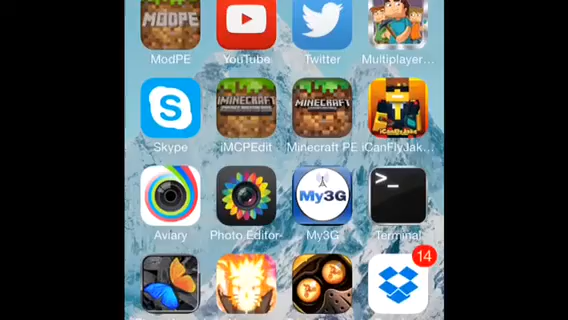 MODPE
ModPE
YouTube
Twitter
Multiplayer...
MINECRAFT
MINECRAFT
iCanFlyJake
Skype
iMCPEdit
Minecraft PE
iCanFlyJak...
My3G
>_
Aviary
Photo Editor-
My3G
Terminal
14